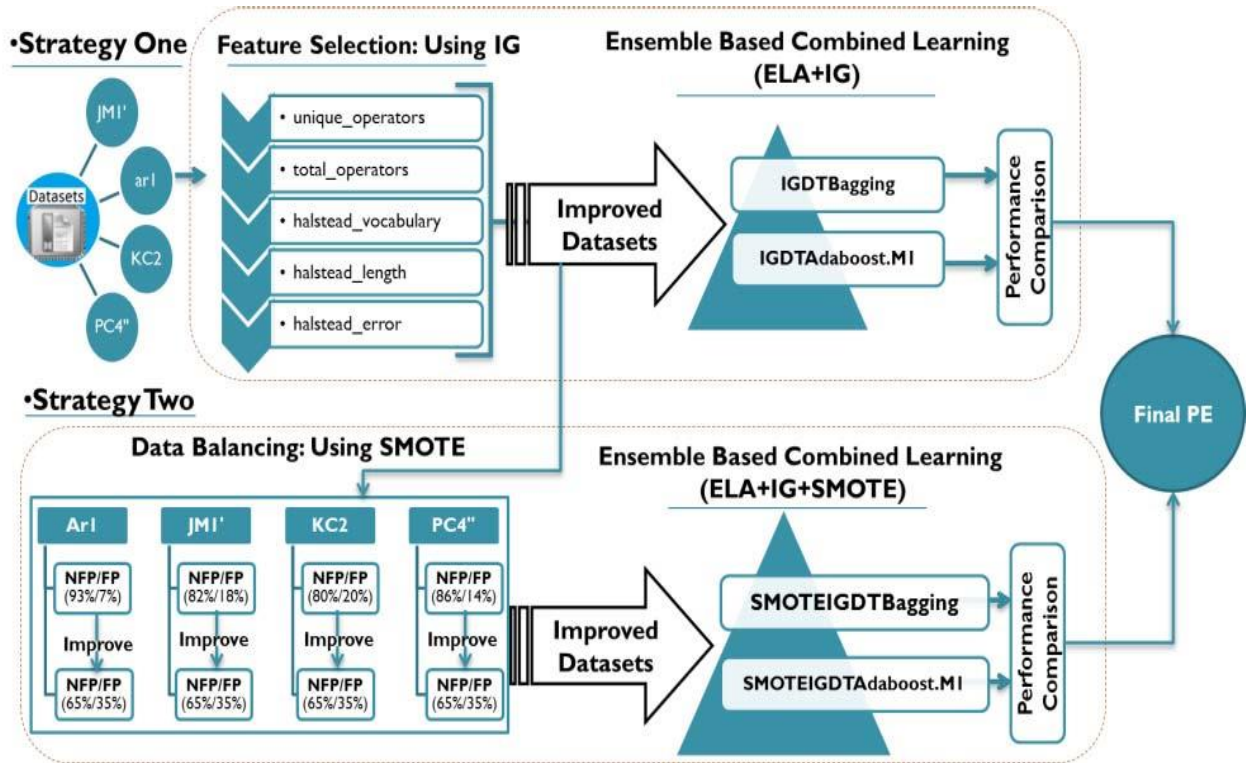 •Strategy One
JM1'
ar1
Datasets
KC2
PC4"
Feature Selection: Using IG
• unique_operators
• total_operators
• halstead_vocabulary
• halstead_length
• halstead_error
Improved
Datasets
Ensemble Based Combined Learning
(ELA+IG)
IGDTBagging
IGDTAdaboost.M1
Performance
Comparison
Final PE
•Strategy Two
Data Balancing: Using SMOTE
Ar1
NFP/FP
(93%/7%)
Improve
NFP/FP
(65%/35%)
JM1'
NFP/FP
(82%/18%)
Improve
NFP/FP
(65%/35%)
KC2
NFP/FP
(80%/20%)
Improve
NFP/FP
(65%/35%)
PC4"
NFP/FP
(86%/14%)
Improve
NFP/FP
(65%/35%)
Improved
Datasets
Ensemble Based Combined Learning
(ELA+IG+SMOTE)
SMOTEIGDTBagging
SMOTEIGDTAdaboost.M1
Performance
Comparison